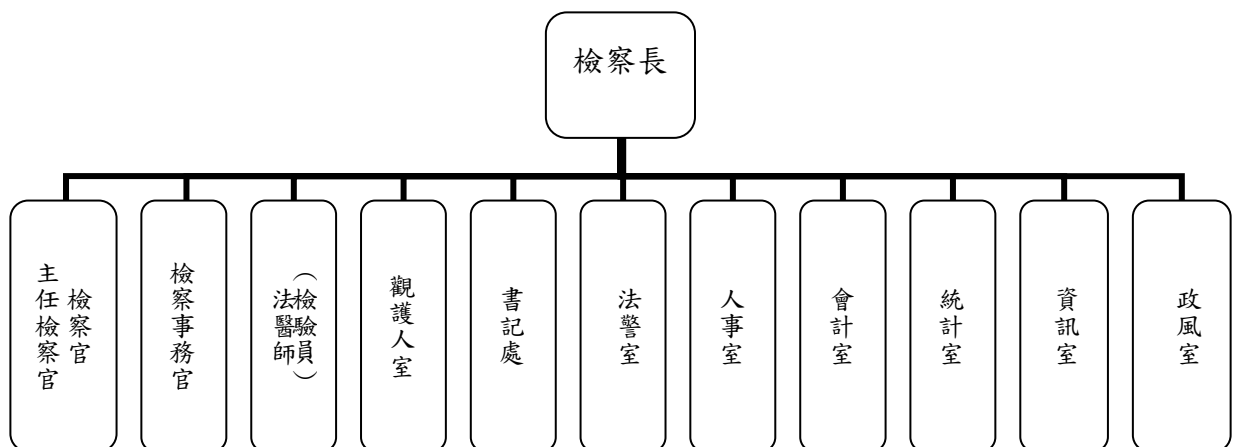 檢察長
主任檢察官
檢察官
檢察事務官
法醫師
（檢驗員）
觀護人室
書記處
法警室
人事室
會計室
統計室
資訊室
政風室